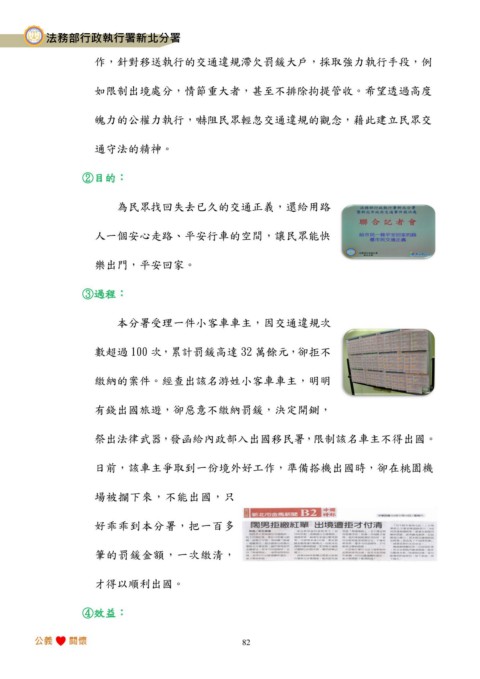 法務部行政執行署新北分署
作，針對移送執行的交通違規滯欠罰鍰大戶，採取強力執行手段，例
如限制出境處分，情節重大者，甚至不排除拘提管收。希望透過高度
魄力的公權力執行，嚇阻民眾輕忽交通違規的觀念，藉此建立民眾交
通守法的精神。
②目的：
為民眾找回失去已久的交通正義，還給用路
人一個安心走路、平安行車的空間，讓民眾能快
樂出門，平安回家。
聯合記者會
③過程：
本分署受理一件小客車車主，因交通違規次
數超過 100 次，累計罰鍰高達 32 萬餘元，卻拒不
繳納的案件。經查出該名游姓小客車車主，明明
有錢出國旅遊，卻惡意不繳納罰鍰，決定開鍘，
祭出法律武器，發函給內政部入出國移民署，限制該名車主不得出國。
日前，該車主爭取到一份境外好工作，準備搭機出國時，卻在桃園機
場被攔下來，不能出國，只
好乖乖到本分署，把一百多
筆的罰鍰金額，一次繳清，
才得以順利出國。
新北市金馬新聞 B2
闊男拒繳紅單 出境遭拒才付清
④效益：
公義 關懷
82